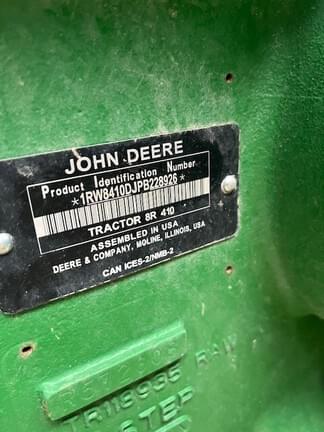 JOHN DEERE
Product Identification Number
*1RW8410DJPB228926*
TRACTOR 8R 410
ASSEMBLED IN USA
DEERE & COMPANY, MOLINE, ILLINOIS, USA
CAN ICES-2/NMB-2
RAW